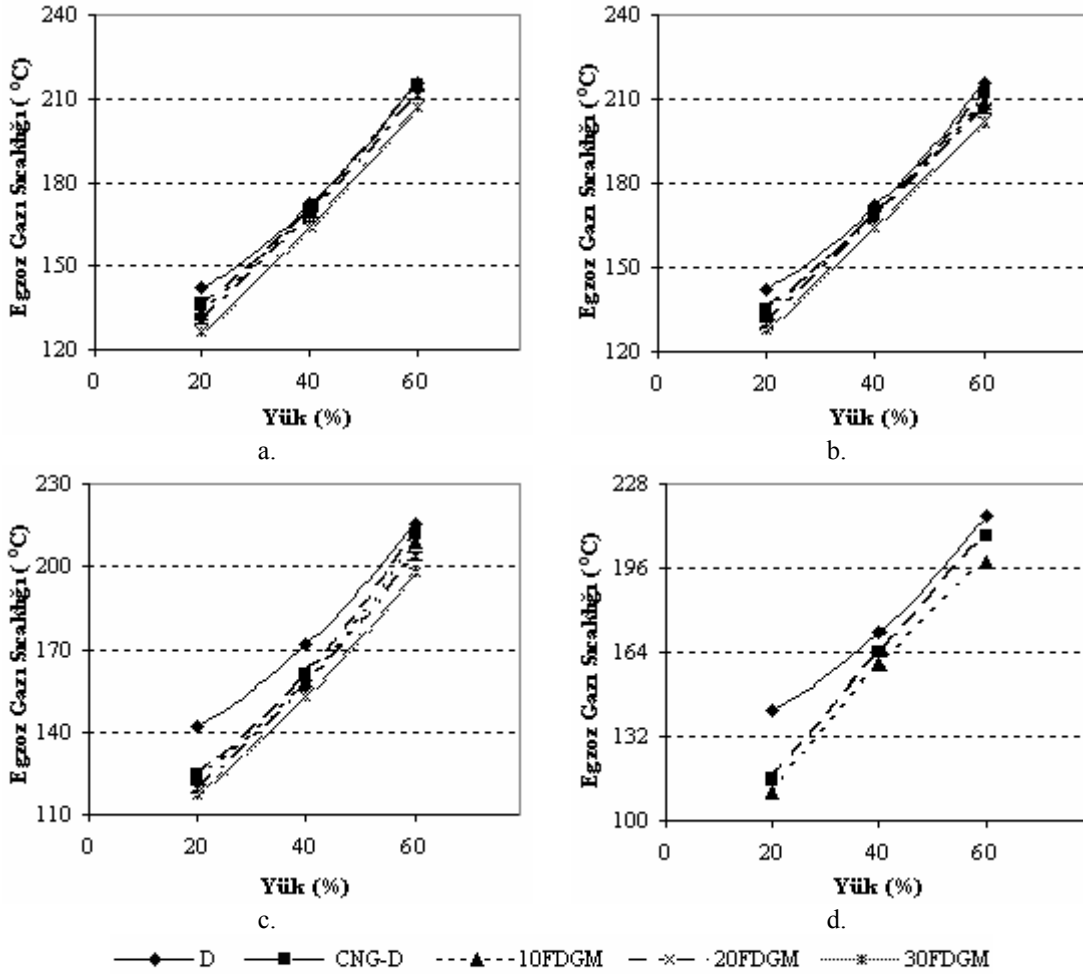 240
210
180
150
120
0
20
40
60
Egzoz Gazı Sıcaklığı ( °C)
Yük (%)
a.
240
210
180
150
120
0
20
40
60
Egzoz Gazı Sıcaklığı ( °C)
Yük (%)
b.
230
200
170
140
110
0
20
40
60
Egzoz Gazı Sıcaklığı ( °C)
Yük (%)
c.
228
196
164
132
100
0
20
40
60
Egzoz Gazı Sıcaklığı ( °C)
Yük (%)
d.
D CNG-D 10FDGM 20FDGM 30FDGM